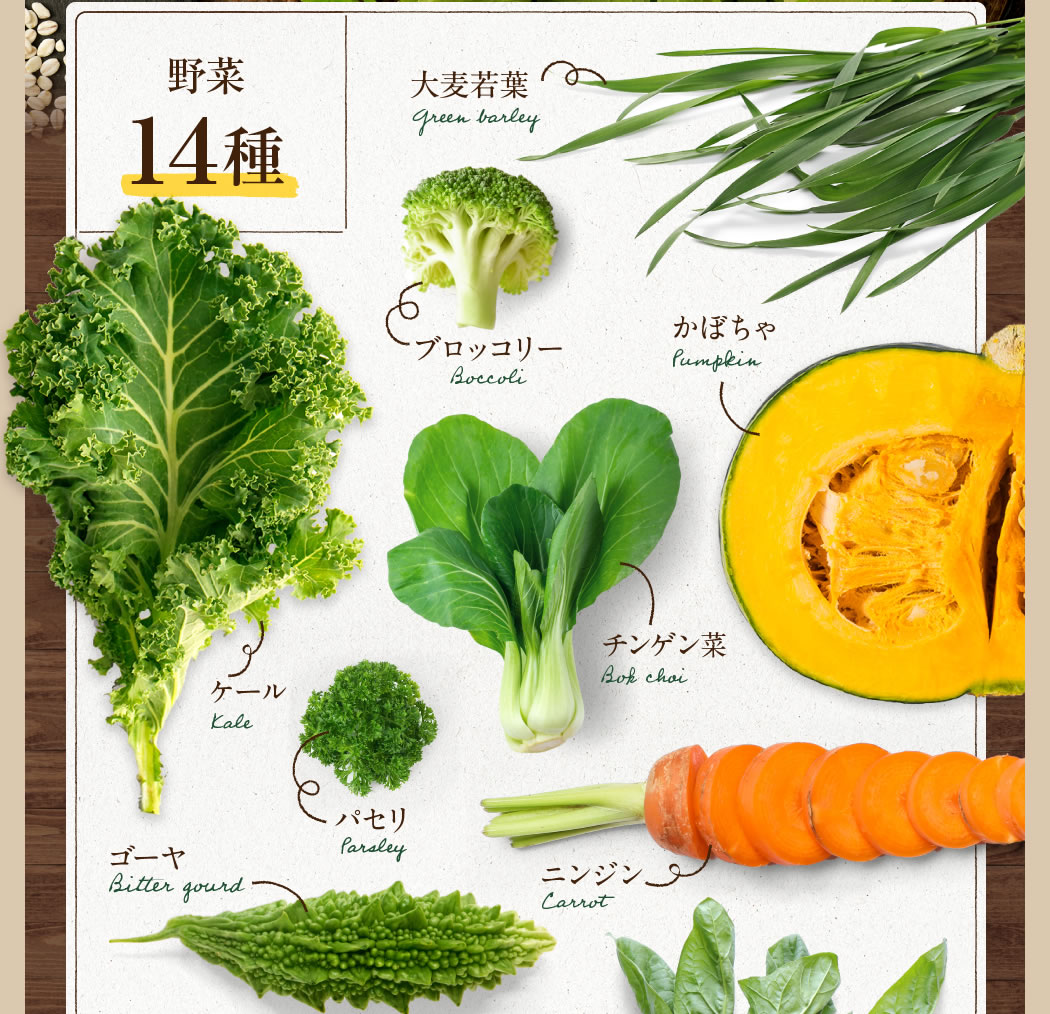 野菜
14種
大麦若葉
Green barley
ブロッコリー
Boccoli
かぼちゃ
Pumpkin
チンゲン菜
Bok choi
ケール
Kale
パセリ
Parsley
ゴーヤ
Bitter gourd
ニンジン
Carrot